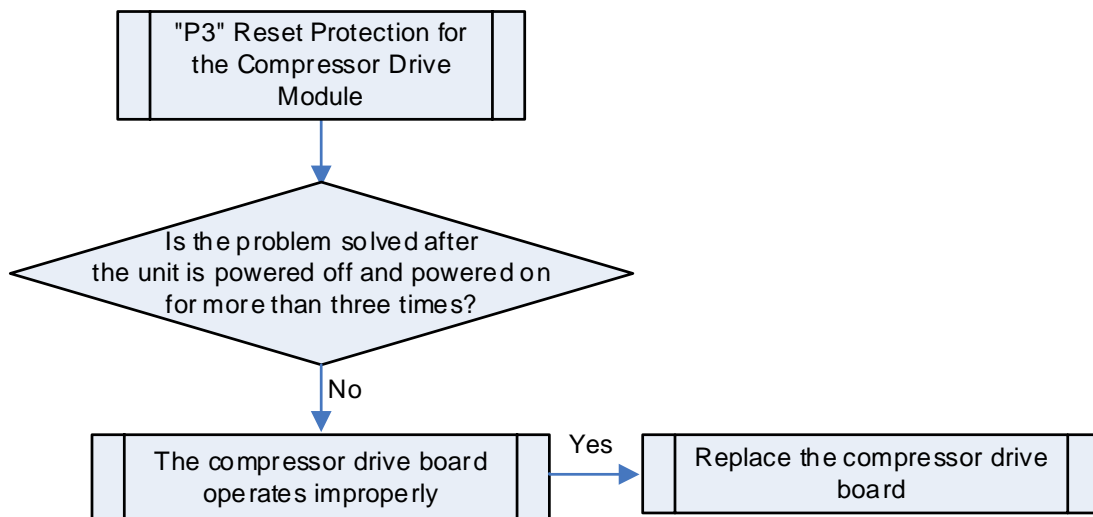 "P3" Reset Protection for
the Compressor Drive
Module
Is the problem solved after
the unit is powered off and powered on
for more than three times?
No
The compressor drive board
operates improperly
Yes
Replace the compressor drive
board